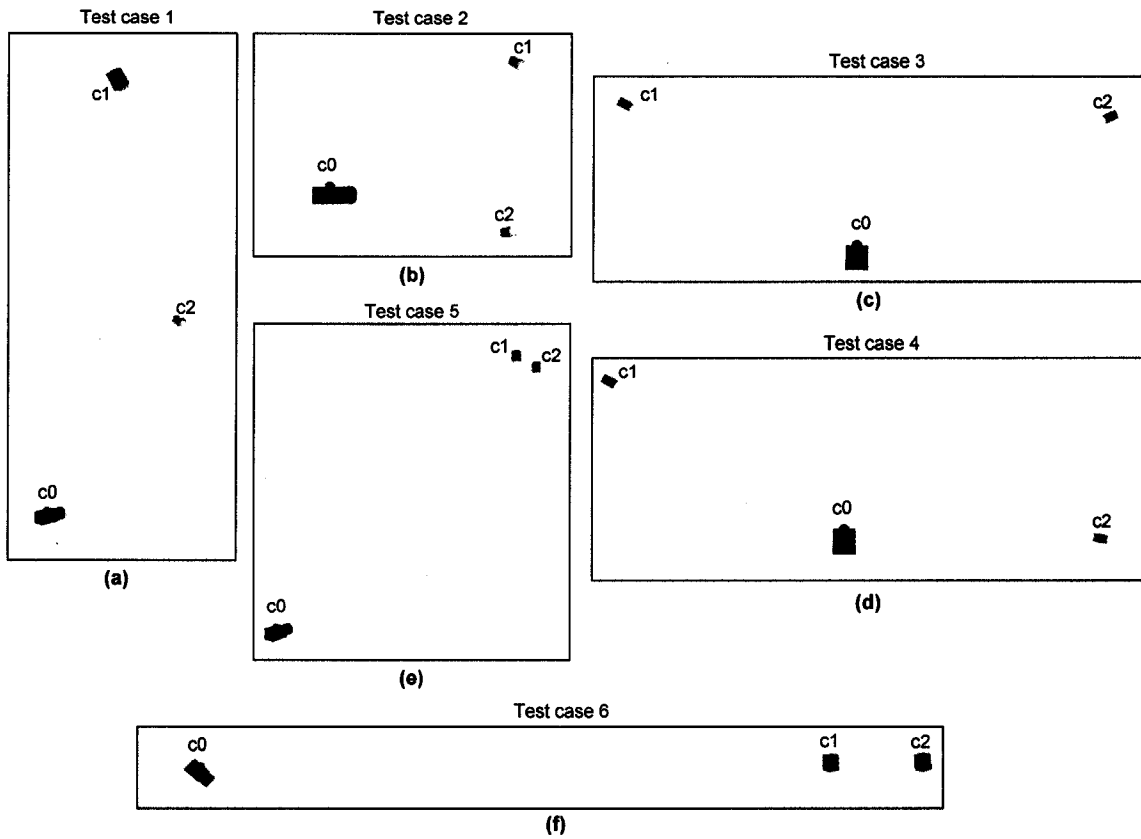 Test case 1
c1
c2
c0
(a)
Test case 2
c1
c0
c2
(b)
Test case 3
c1
c2
c0
(c)
Test case 5
c1
c2
c0
(e)
Test case 4
c1
c0
c2
(d)
Test case 6
c0
c1
c2
(f)